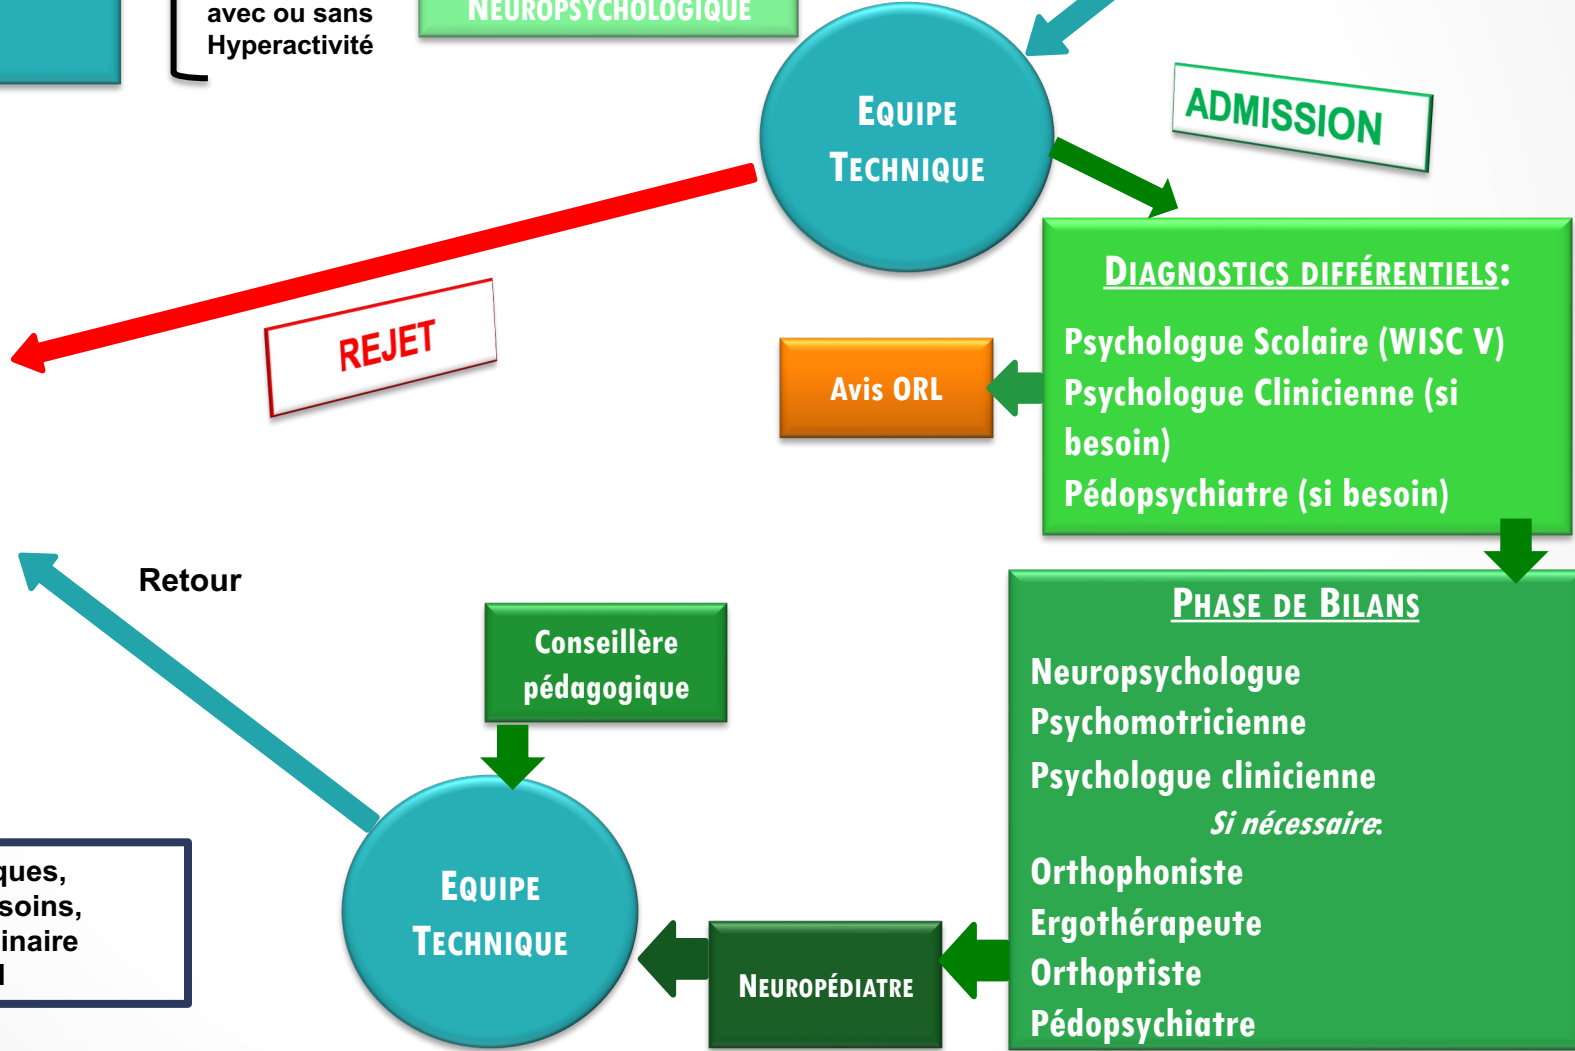 avec ou sans
Hyperactivité
NEUROPSYCHOLOGIQUE
EQUIPE
TECHNIQUE
ADMISSION
REJET
DIAGNOSTICS DIFFÉRENTIELS:
Psychologue Scolaire (WISC V)
Psychologue Clinicienne (si
besoin)
Pédopsychiatre (si besoin)
Avis ORL
Retour
Conseillère
pédagogique
PHASE DE BILANS
Neuropsychologue
Psychomotricienne
Psychologue clinicienne
Si nécessaire:
Orthophoniste
Ergothérapeute
Orthoptiste
Pédopsychiatre
NEUROPÉDIATRE
EQUIPE
TECHNIQUE
soins,